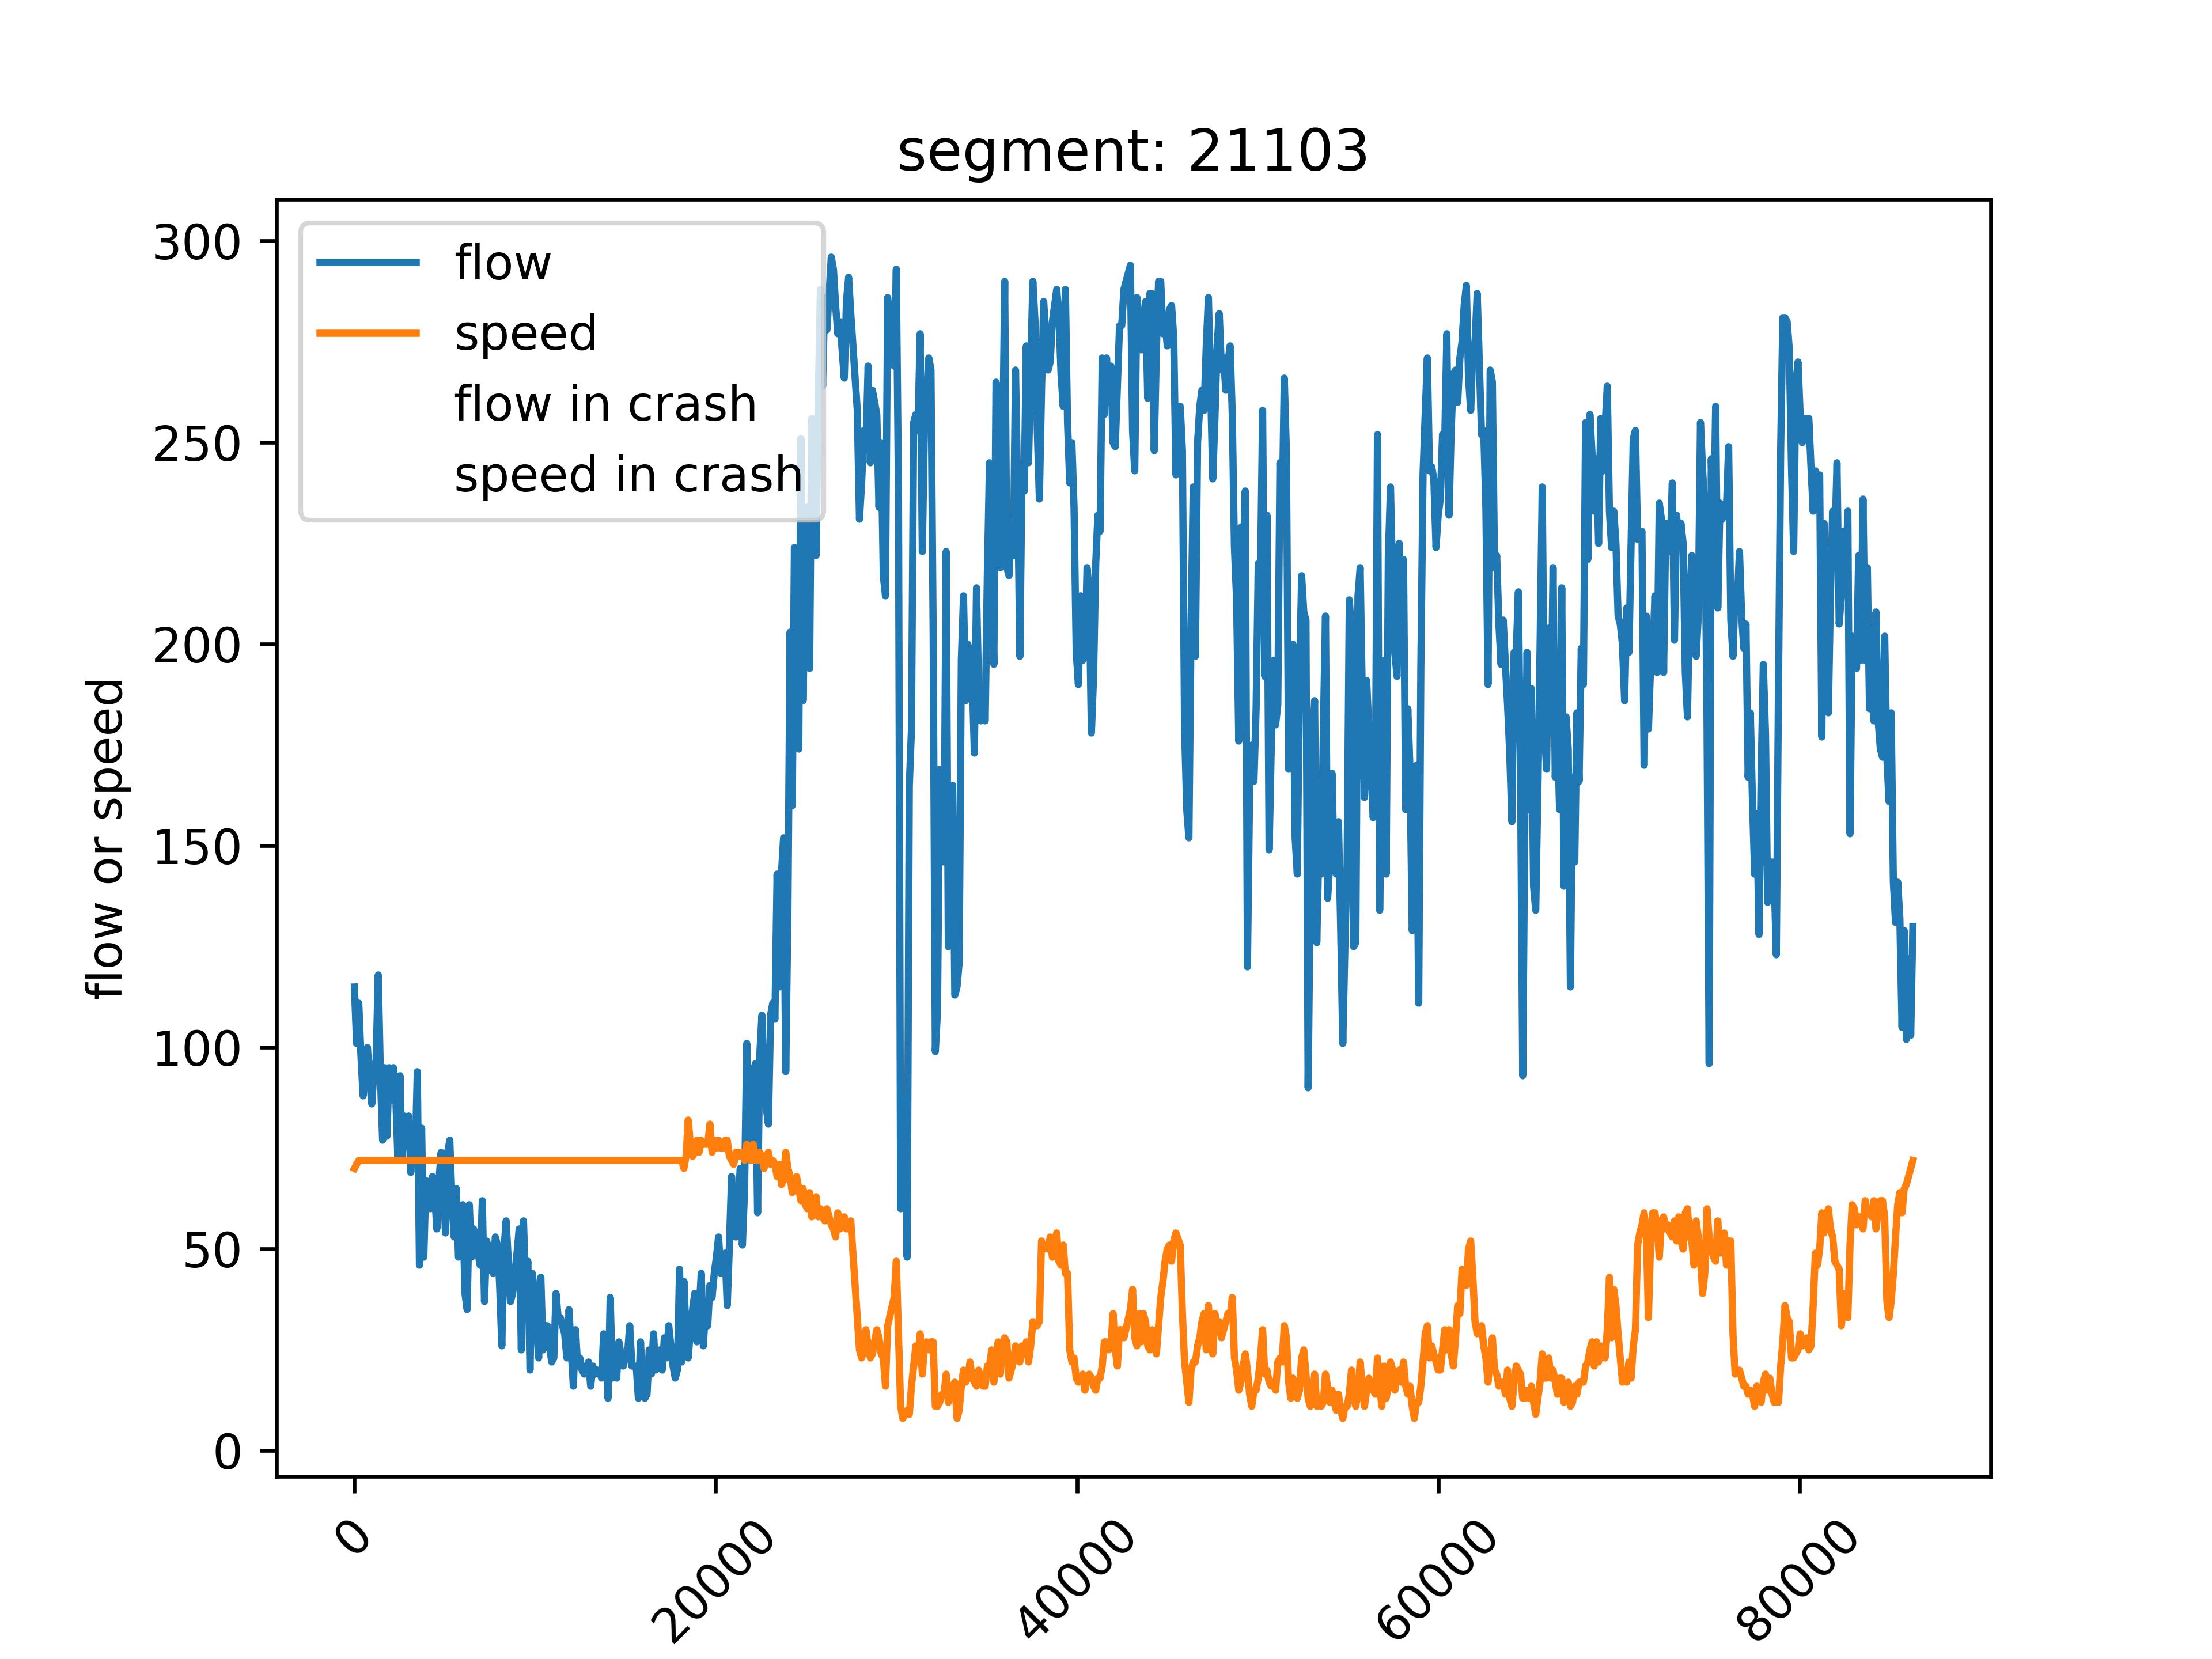 segment: 21103
300
250
200
150
100
50
0
flow or speed
flow
speed
flow in crash
speed in crash
0
20000
40000
60000
80000